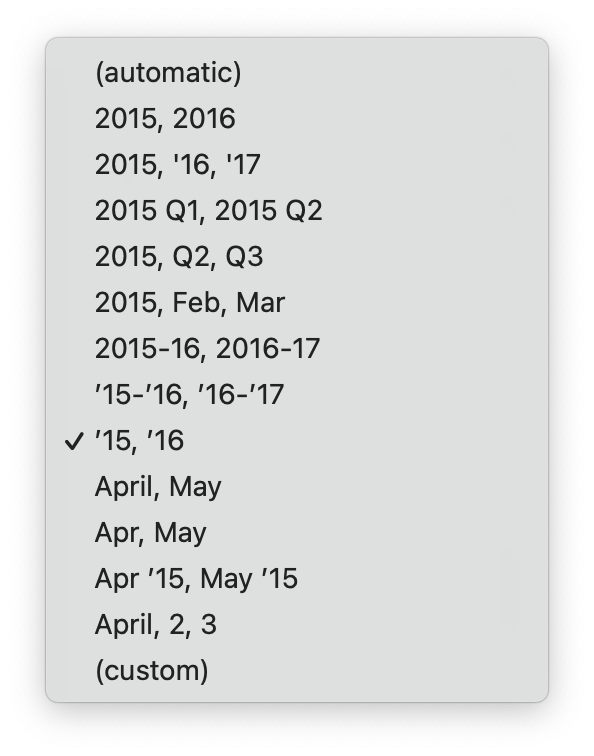 (automatic)
2015, 2016
2015, '16, '17
2015 Q1, 2015 Q2
2015, Q2, Q3
2015, Feb, Mar
2015-16, 2016-17
’15-’16, ’16-’17
✓ ’15, ’16
April, May
Apr, May
Apr ’15, May ’15
April, 2, 3
(custom)